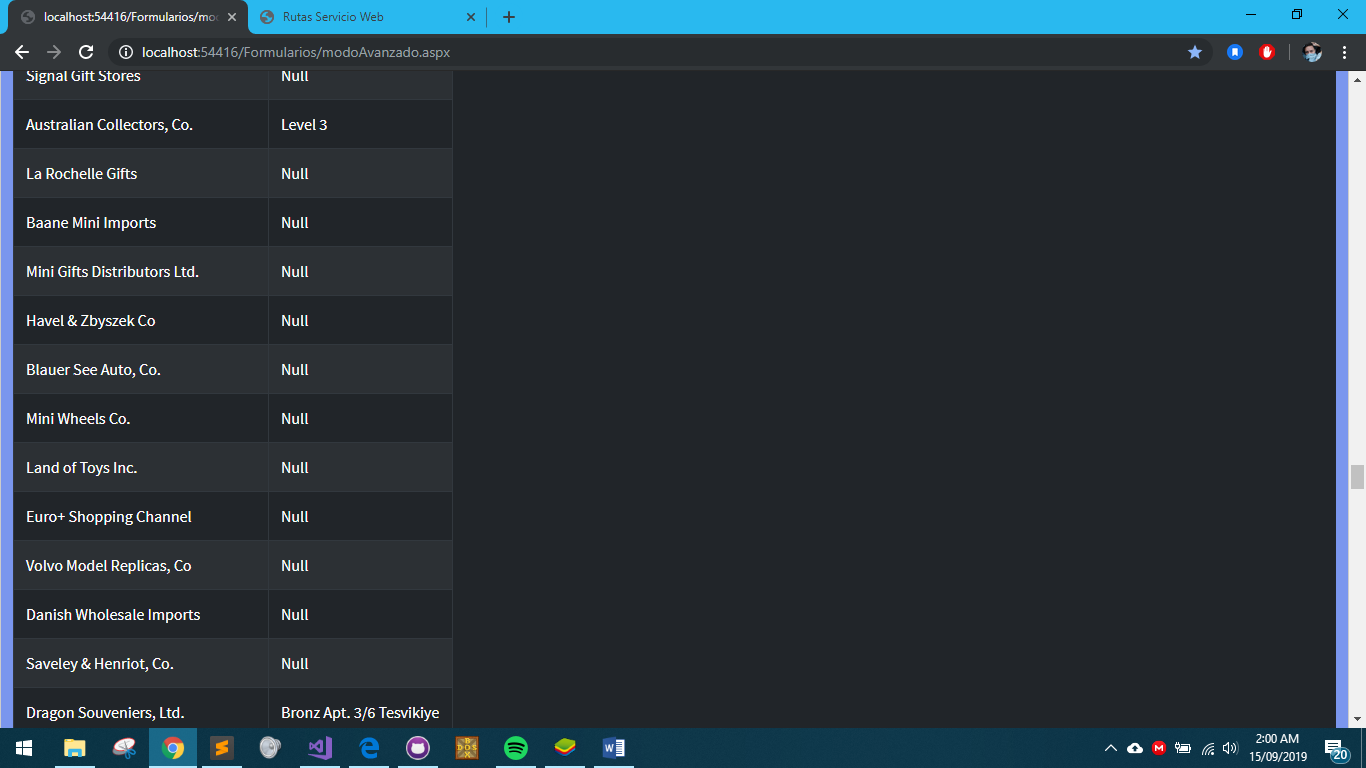 localhost:54416/Formularios/mo
Rutas Servicio Web
localhost:54416/Formularios/modoAvanzado.aspx
Signal Gift Stores Null
Australian Collectors, Co. Level 3
La Rochelle Gifts Null
Baane Mini Imports Null
Mini Gifts Distributors Ltd. Null
Havel & Zbyszek Co Null
Blauer See Auto, Co. Null
Mini Wheels Co. Null
Land of Toys Inc. Null
Euro+ Shopping Channel Null
Volvo Model Replicas, Co Null
Danish Wholesale Imports Null
Saveley & Henriot, Co. Null
Dragon Souveniers, Ltd. Bronz Apt. 3/6 Tesvikiye
2:00 AM
15/09/2019
20